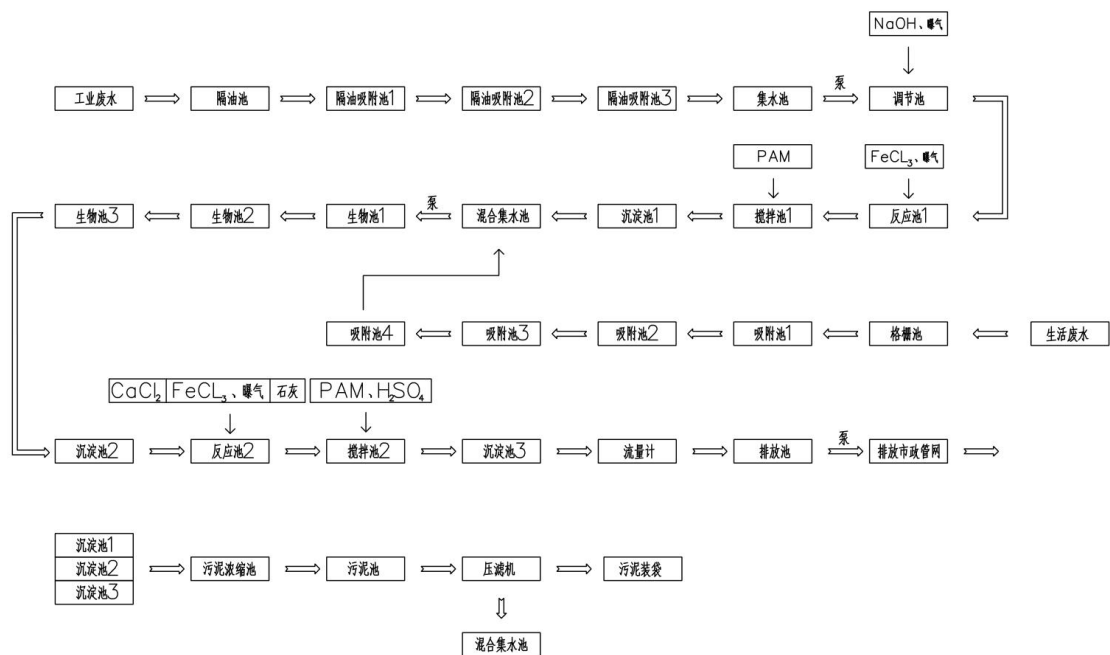 NaOH、曝气
工业废水 隔油池 隔油吸附池1 隔油吸附池2 隔油吸附池3 集水池 泵 调节池
PAM FeCL₃、曝气
生物池3 生物池2 生物池1 泵 混合集水池 沉淀池1 搅拌池1 反应池1
吸附池4 吸附池3 吸附池2 吸附池1 格栅池 生活废水
CaCl₂ FeCL₃、曝气 石灰 PAM、H₂SO₄
沉淀池2 反应池2 搅拌池2 沉淀池3 流量计 排放池 泵 排放市政管网
沉淀池1
沉淀池2 污泥浓缩池 污泥池 压滤机 污泥装袋
沉淀池3
混合集水池